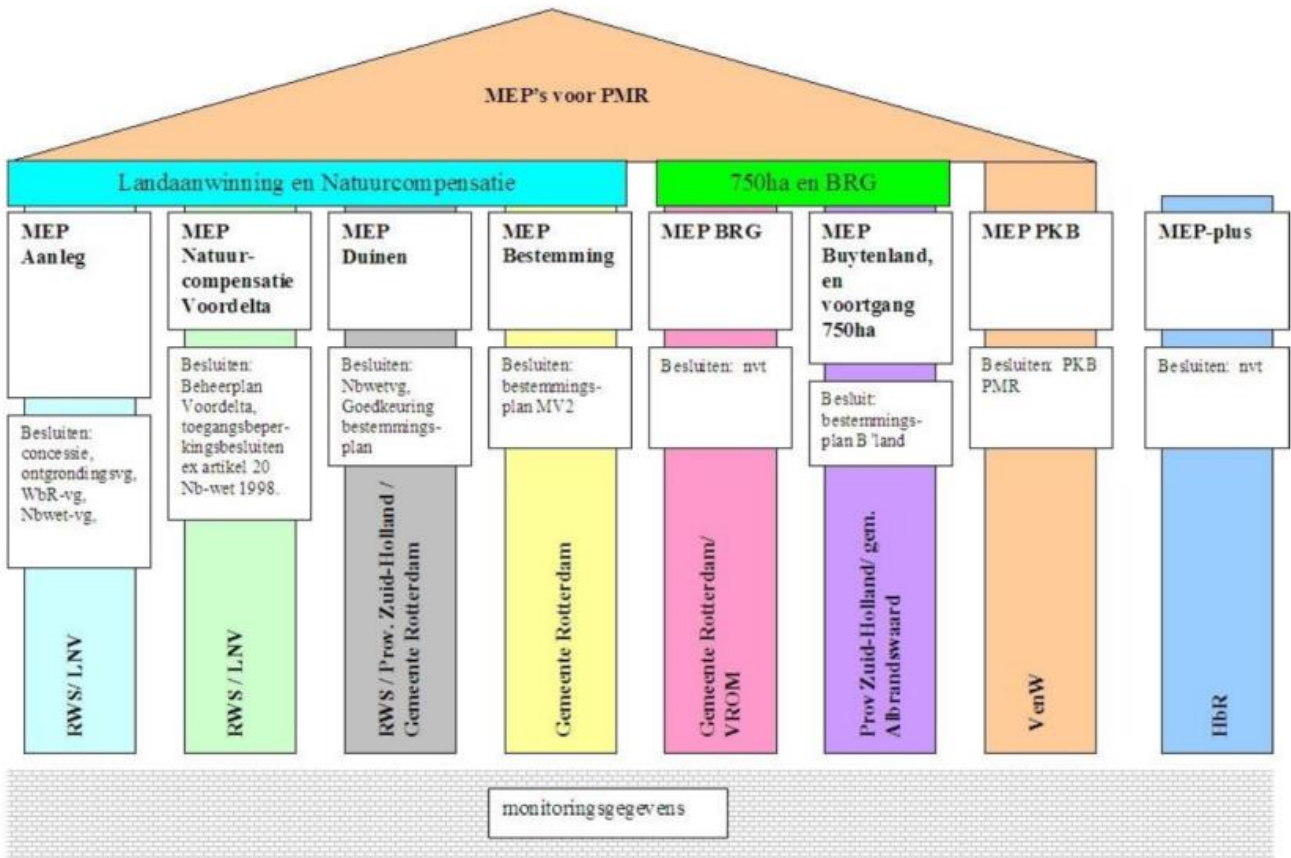 MEP's voor PMR
Landaanwinning en Natuurcompensatie
750ha en BRG
MEP
Aanleg
Besluiten:
concessie,
ontgrondingsvg,
WbR-vg,
Nbwet-vg,
RWS/ LNV
MEP
Natuur-
compensatie
Voordelta
Besluiten:
Beheerplan
Voordelta,
toegangsbeper-
kingsbesluiten
ex artikel 20
Nb-wet 1998.
RWS / LNV
MEP
Duinen
Besluiten:
Nbwetvg,
Goedkeuring
bestemmings-
plan
RWS / Prov. Zuid-Holland /
Gemeente Rotterdam
MEP
Bestemming
Besluiten:
bestemmings-
plan MV2
Gemeente Rotterdam
MEP BRG
Besluiten: nvt
Gemeente Rotterdam/
VROM
MEP
Buytenland,
en
voortgang
750ha
Besluit:
bestemmings-
plan B'land
Prov Zuid-Holland/ gem.
Albrandswaard
MEP PKB
Besluiten: PKB
PMR
VenW
MEP-plus
Besluiten: nvt
HbR
monitoringsgegevens